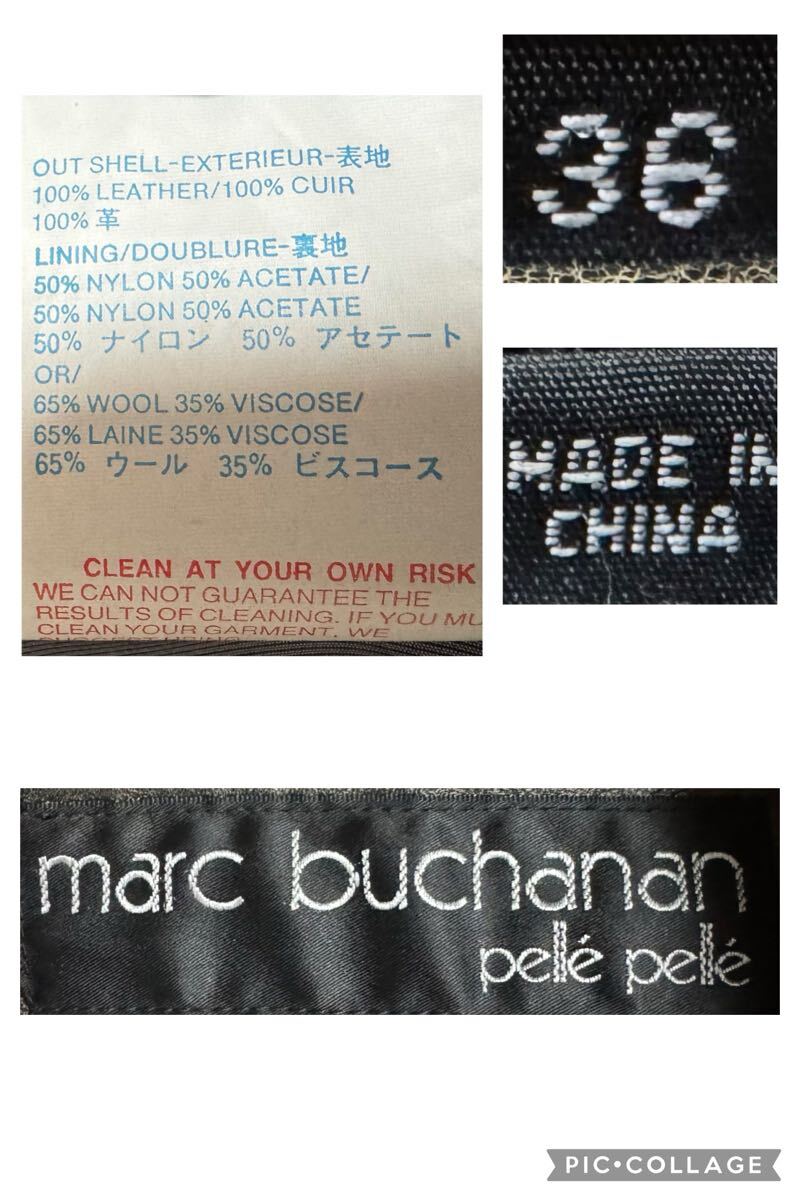 OUT SHELL-EXTERIEUR-表地
100% LEATHER/100% CUIR
100% 革
LINING/DOUBLURE-裏地
50% NYLON 50% ACETATE/
50% NYLON 50% ACETATE
50% ナイロン 50% アセテート
OR/
65% WOOL 35% VISCOSE/
65% LAINE 35% VISCOSE
65% ウール 35% ビスコース
CLEAN AT YOUR OWN RISK
WE CAN NOT GUARANTEE THE
RESULTS OF CLEANING. IF YOU MU
CLEAN YOUR GARMENT, WE
36
MADE IN
CHINA
marc buchanan
pellé pellé
PIC•COLLAGE